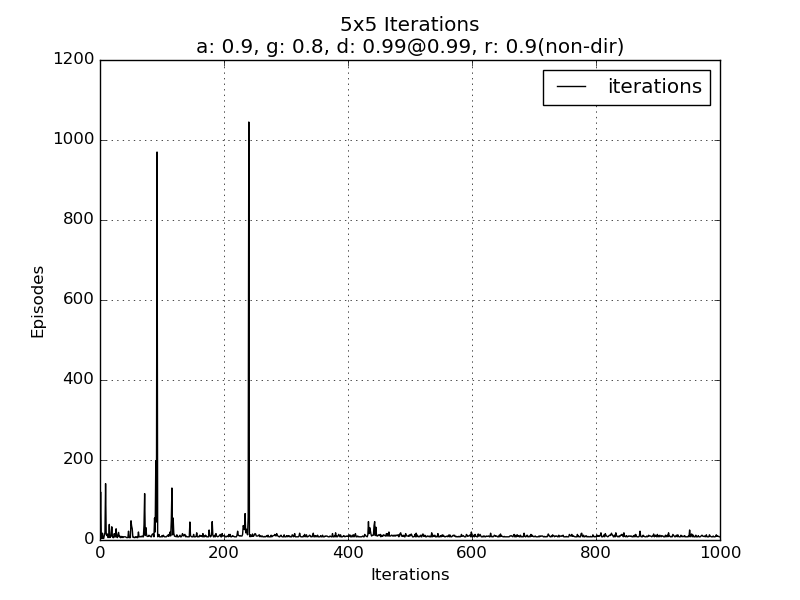 5x5 Iterations
a: 0.9, g: 0.8, d: 0.99@0.99, r: 0.9(non-dir)
iterations
1200
1000
800
600
400
200
0
Episodes
0 200 400 600 800 1000
Iterations